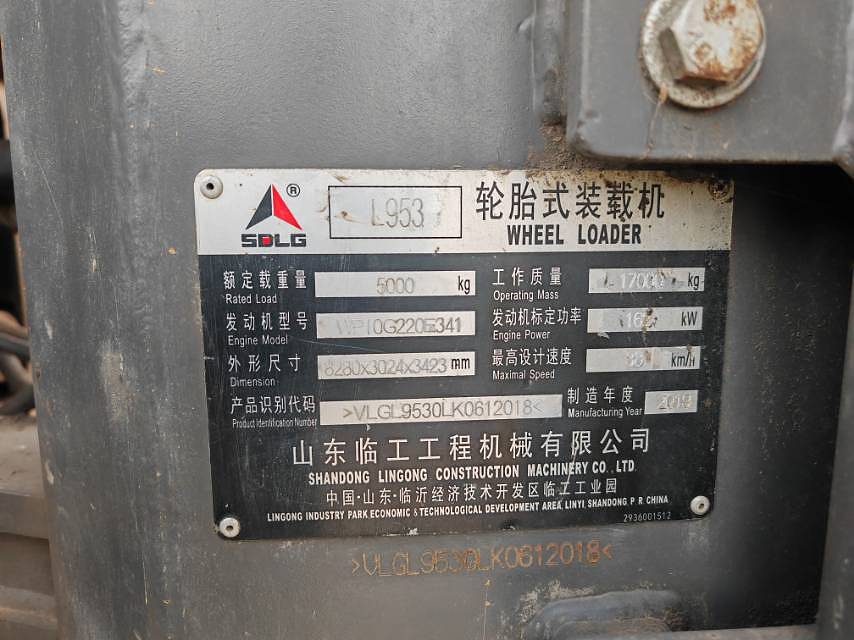 SDLG ® L953 轮胎式装载机
WHEEL LOADER
额定载重量 5000 kg 工作质量 kg
Rated Load Operating Mass
发动机型号 WP10G220E341 发动机标定功率 kW
Engine Model Engine Power
外形尺寸 8280x3024x3423 mm 最高设计速度 km/h
Dimension Maximal Speed
产品识别代码 >VLGL9530LK0612018< 制造年度
Product Identification Number Manufacturing Year
山东临工工程机械有限公司
SHANDONG LINGONG CONSTRUCTION MACHINERY CO., LTD
中国·山东·临沂经济技术开发区临工工业园
LINGONG INDUSTRY PARK ECONOMIC & TECHNOLOGICAL DEVELOPMENT AREA, LINYI SHANDONG, P R CHINA
2936001512
>VLGL9530LK0612018<